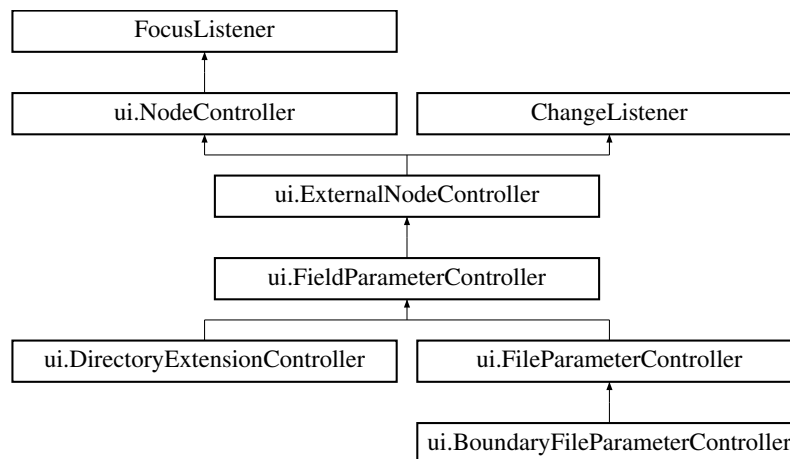 FocusListener
ui.NodeController
ChangeListener
ui.ExternalNodeController
ui.FieldParameterController
ui.DirectoryExtensionController
ui.FileParameterController
ui.BoundaryFileParameterController